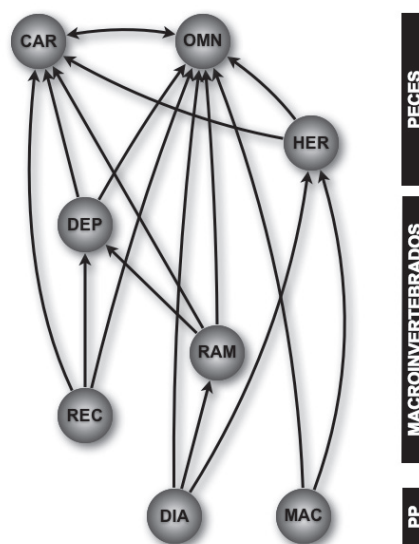 CAR
OMN
HER
DEP
RAM
REC
DIA
MAC
PECES
MACROINVERTEBRADOS
PP